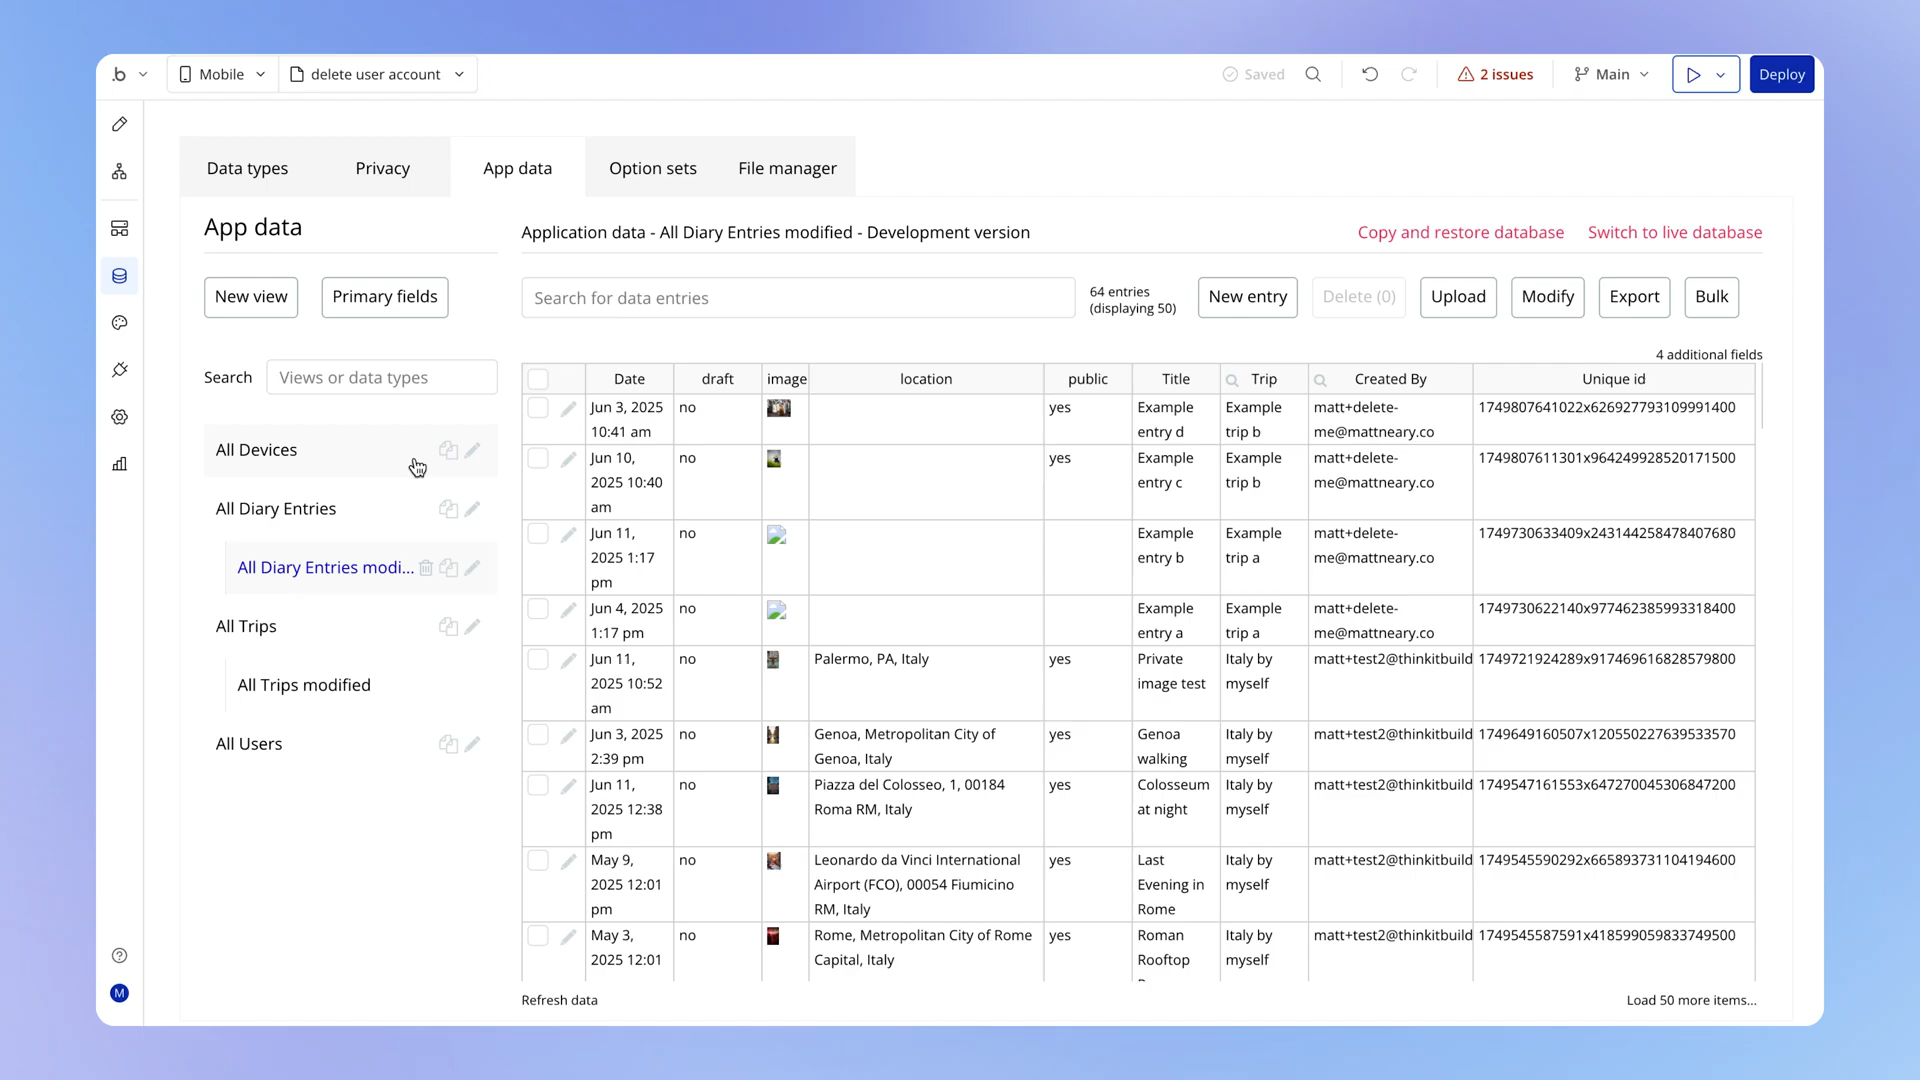 .b
Mobile
delete user account
Saved
2 issues
Main
Deploy
Data types
Privacy
App data
Option sets
File manager
App data
New view
Primary fields
Search
Views or data types
All Devices
All Diary Entries
All Diary Entries modi...
All Trips
All Trips modified
All Users
Application data - All Diary Entries modified - Development version
Copy and restore database
Switch to live database
Search for data entries
64 entries
(displaying 50)
New entry
Delete (0)
Upload
Modify
Export
Bulk
4 additional fields
Date draft image location public Title Trip Created By Unique id
Jun 3, 2025 no yes Example Example matt+delete- 1749807641022x626927793109991400
10:41 am entry d trip b me@mattneary.co
Jun 10, no yes Example Example matt+delete- 1749807611301x964249928520171500
2025 10:40 entry c trip b me@mattneary.co
am
Jun 11, no Example Example matt+delete- 1749730633409x243144258478407680
2025 1:17 entry b trip a me@mattneary.co
pm
Jun 4, 2025 no Example Example matt+delete- 1749730622140x977462385993318400
1:17 pm entry a trip a me@mattneary.co
Jun 11, no Palermo, PA, Italy yes Private Italy by matt+test2@thinkitbuild 1749721924289x917469616828579800
2025 10:52 image test myself
am
Jun 3, 2025 no Genoa, Metropolitan City of yes Genoa Italy by matt+test2@thinkitbuild 1749649160507x120550227639533570
2:39 pm Genoa, Italy walking myself
Jun 11, no Piazza del Colosseo, 1, 00184 yes Colosseum Italy by matt+test2@thinkitbuild 1749547161553x647270045306847200
2025 12:38 Roma RM, Italy at night myself
pm
May 9, no Leonardo da Vinci International yes Last Italy by matt+test2@thinkitbuild 1749545590292x665893731104194600
2025 12:01 Airport (FCO), 00054 Fiumicino Evening in myself
pm RM, Italy Rome
May 3, no Rome, Metropolitan City of Rome yes Roman Italy by matt+test2@thinkitbuild 1749545587591x418599059833749500
2025 12:01 Capital, Italy Rooftop myself
Refresh data
Load 50 more items...
M